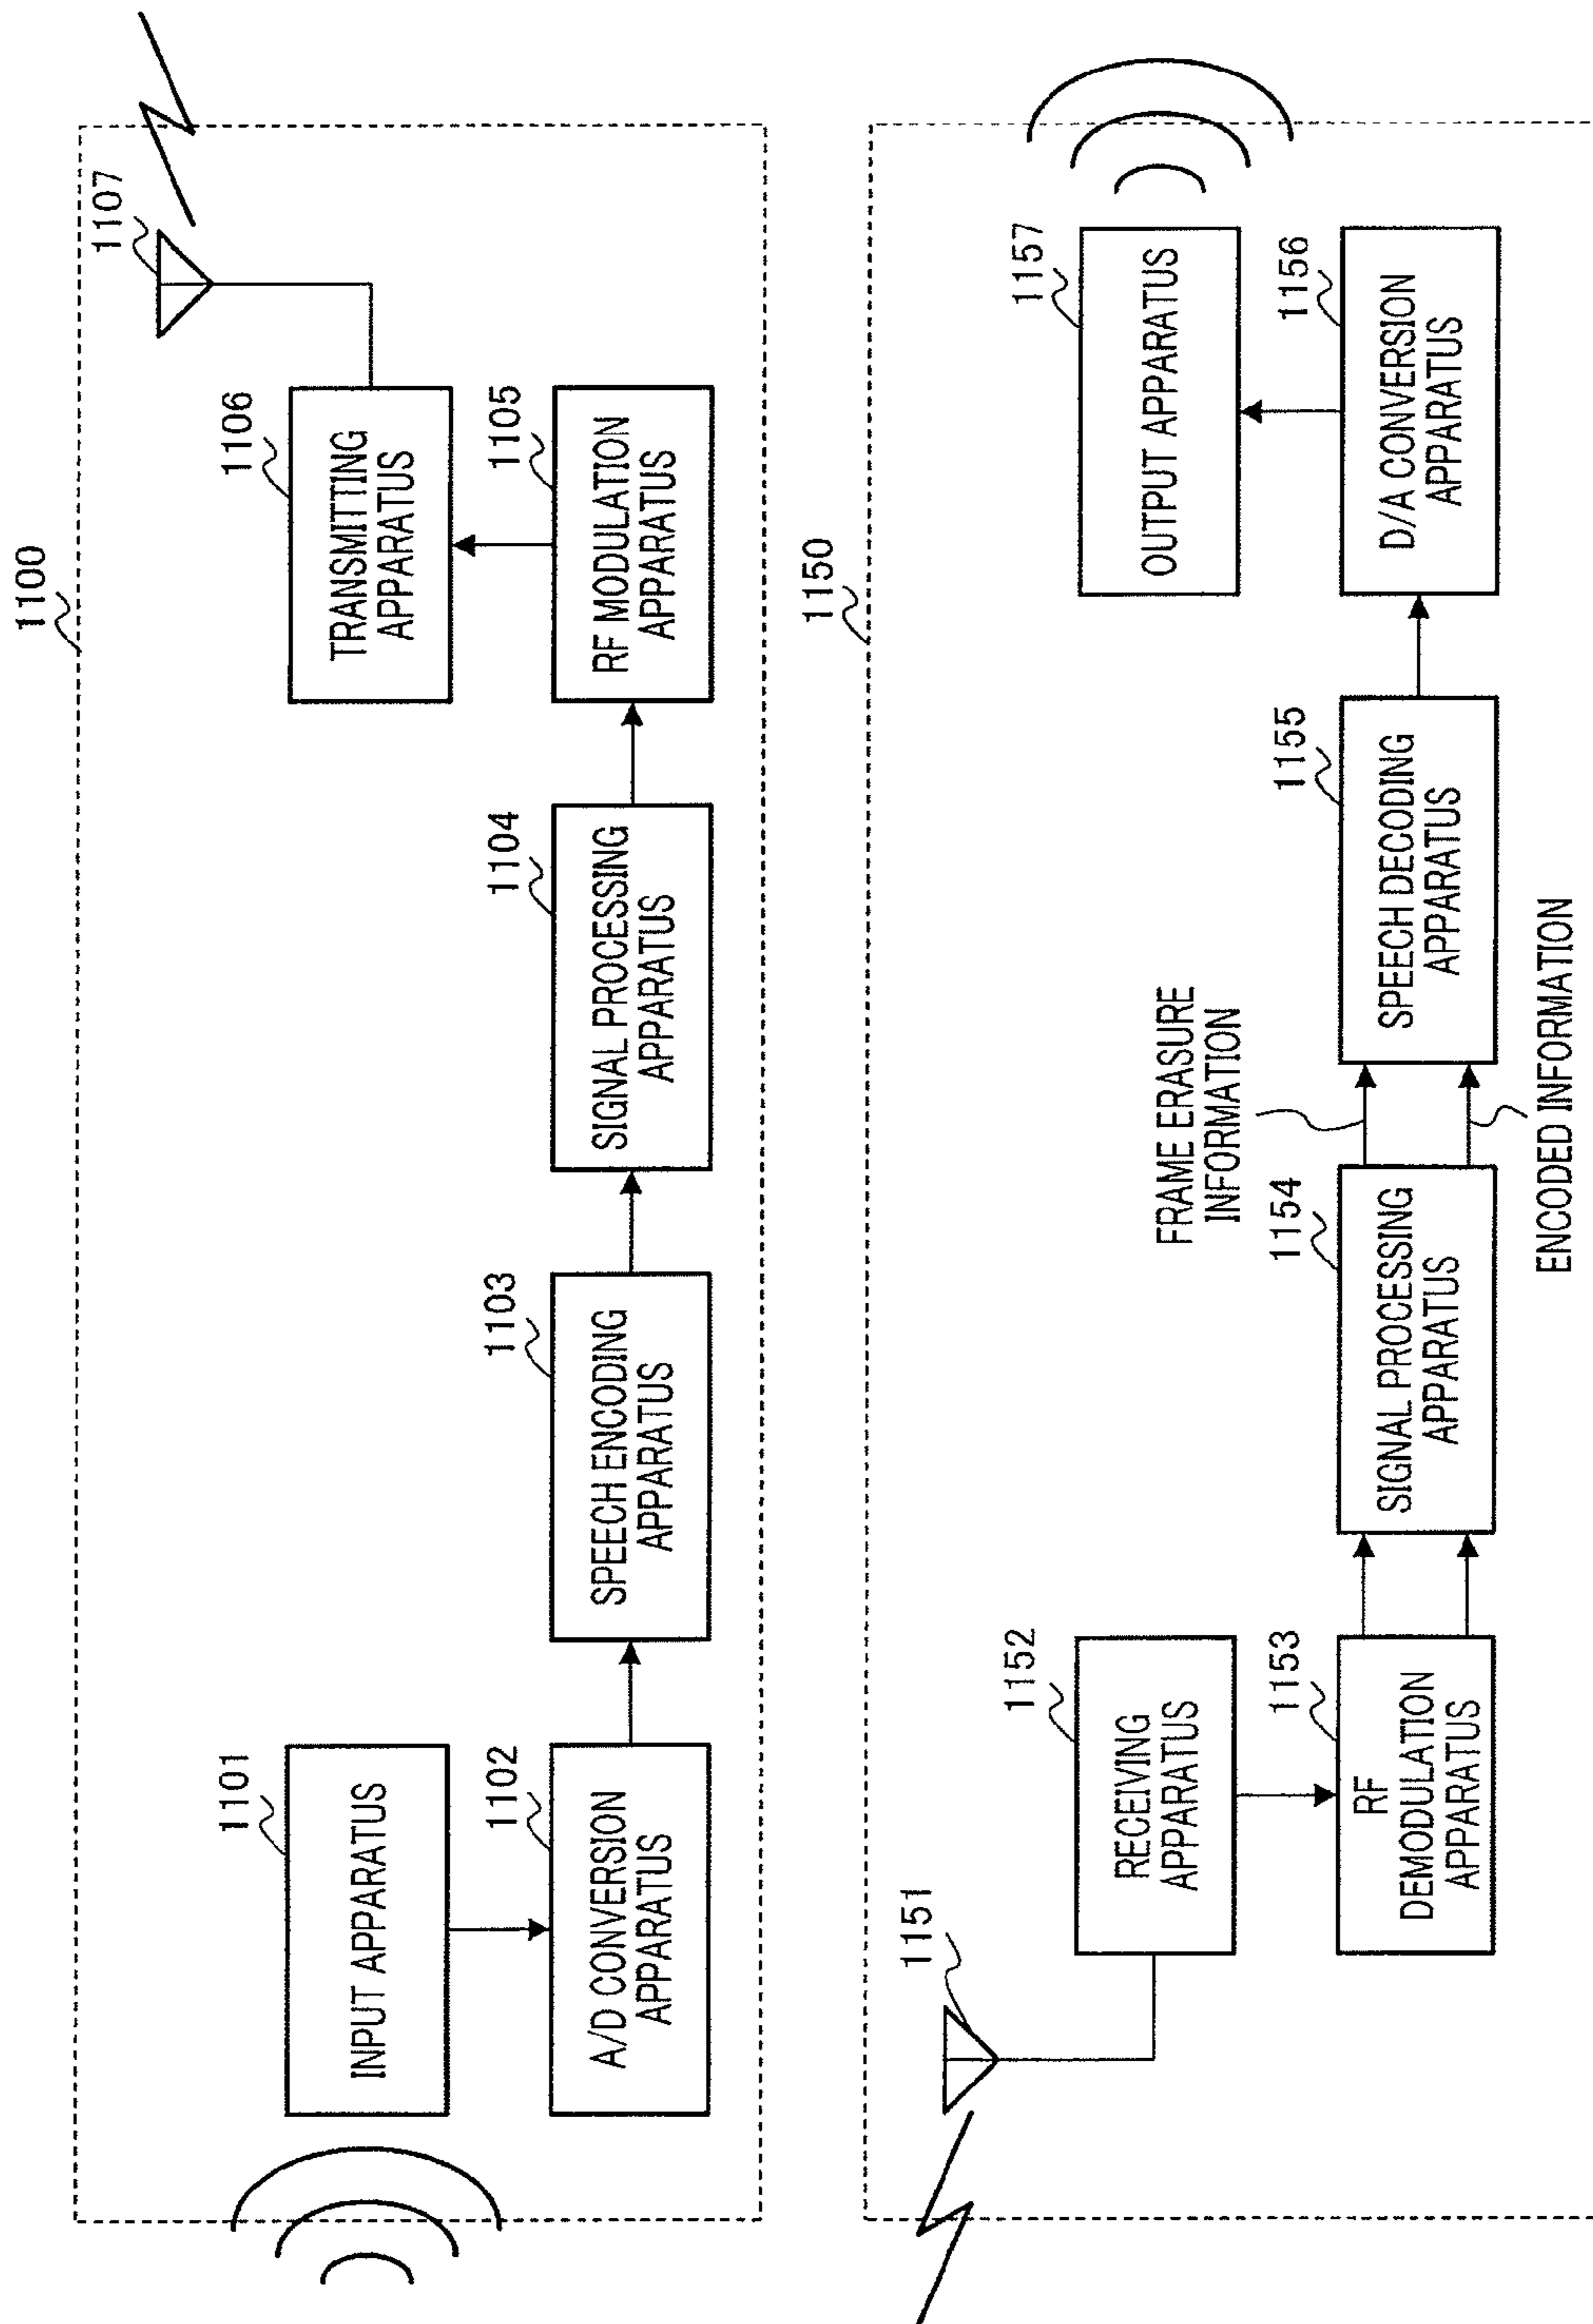 1100
1101
INPUT APPARATUS
1102
A/D CONVERSION
APPARATUS
1103
SPEECH ENCODING
APPARATUS
1104
SIGNAL PROCESSING
APPARATUS
1105
RF MODULATION
APPARATUS
1106
TRANSMITTING
APPARATUS
1107
1150
1151
1152
RECEIVING
APPARATUS
1153
RF
DEMODULATION
APPARATUS
1154
SIGNAL PROCESSING
APPARATUS
FRAME ERASURE
INFORMATION
ENCODED INFORMATION
1155
SPEECH DECODING
APPARATUS
1156
D/A CONVERSION
APPARATUS
1157
OUTPUT APPARATUS